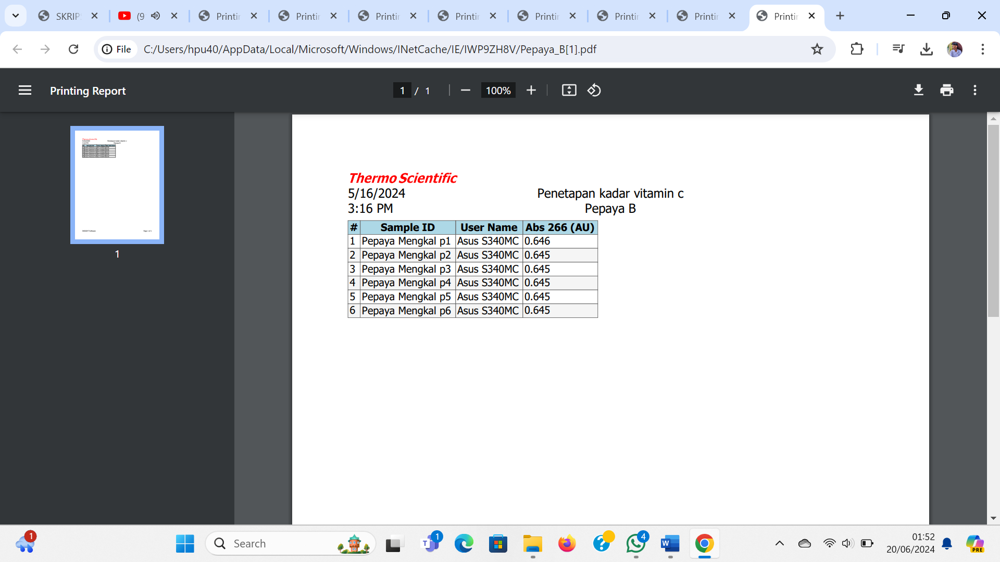 SKRIP
(9
Printi
Printi
Printi
Printi
Printi
Printi
Printi
Printi
File
C:/Users/hpu40/AppData/Local/Microsoft/Windows/INetCache/IE/IWP9ZH8V/Pepaya_B[1].pdf
Printing Report
1 / 1
100%
1
Thermo Scientific
5/16/2024 Penetapan kadar vitamin c
3:16 PM Pepaya B
# Sample ID User Name Abs 266 (AU)
1 Pepaya Mengkal p1 Asus S340MC 0.646
2 Pepaya Mengkal p2 Asus S340MC 0.645
3 Pepaya Mengkal p3 Asus S340MC 0.645
4 Pepaya Mengkal p4 Asus S340MC 0.645
5 Pepaya Mengkal p5 Asus S340MC 0.645
6 Pepaya Mengkal p6 Asus S340MC 0.645
1
Search
T
1
4
W
01:52
20/06/2024
PRE